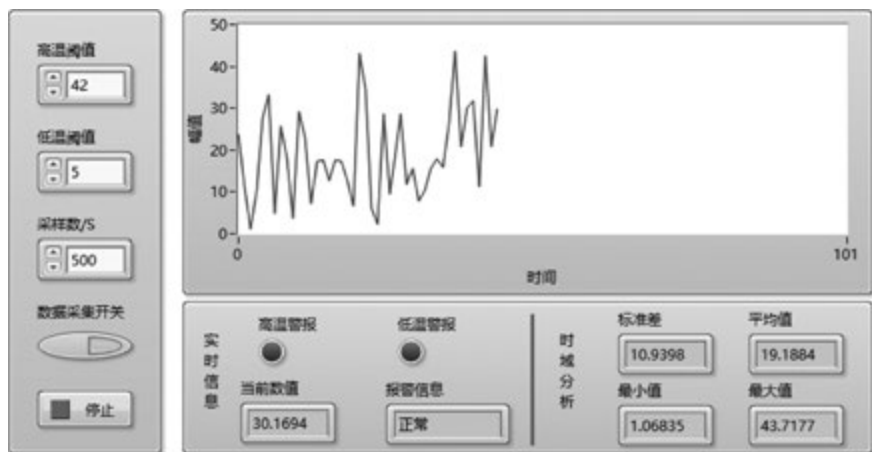 高温阈值
42
低温阈值
5
采样数/S
500
数据采集开关
停止
50
40
30
20
10
0
幅值
0
101
时间
实时信息
高温警报
低温警报
当前数值
报警信息
30.1694
正常
时域分析
标准差
平均值
10.9398
19.1884
最小值
最大值
1.06835
43.7177